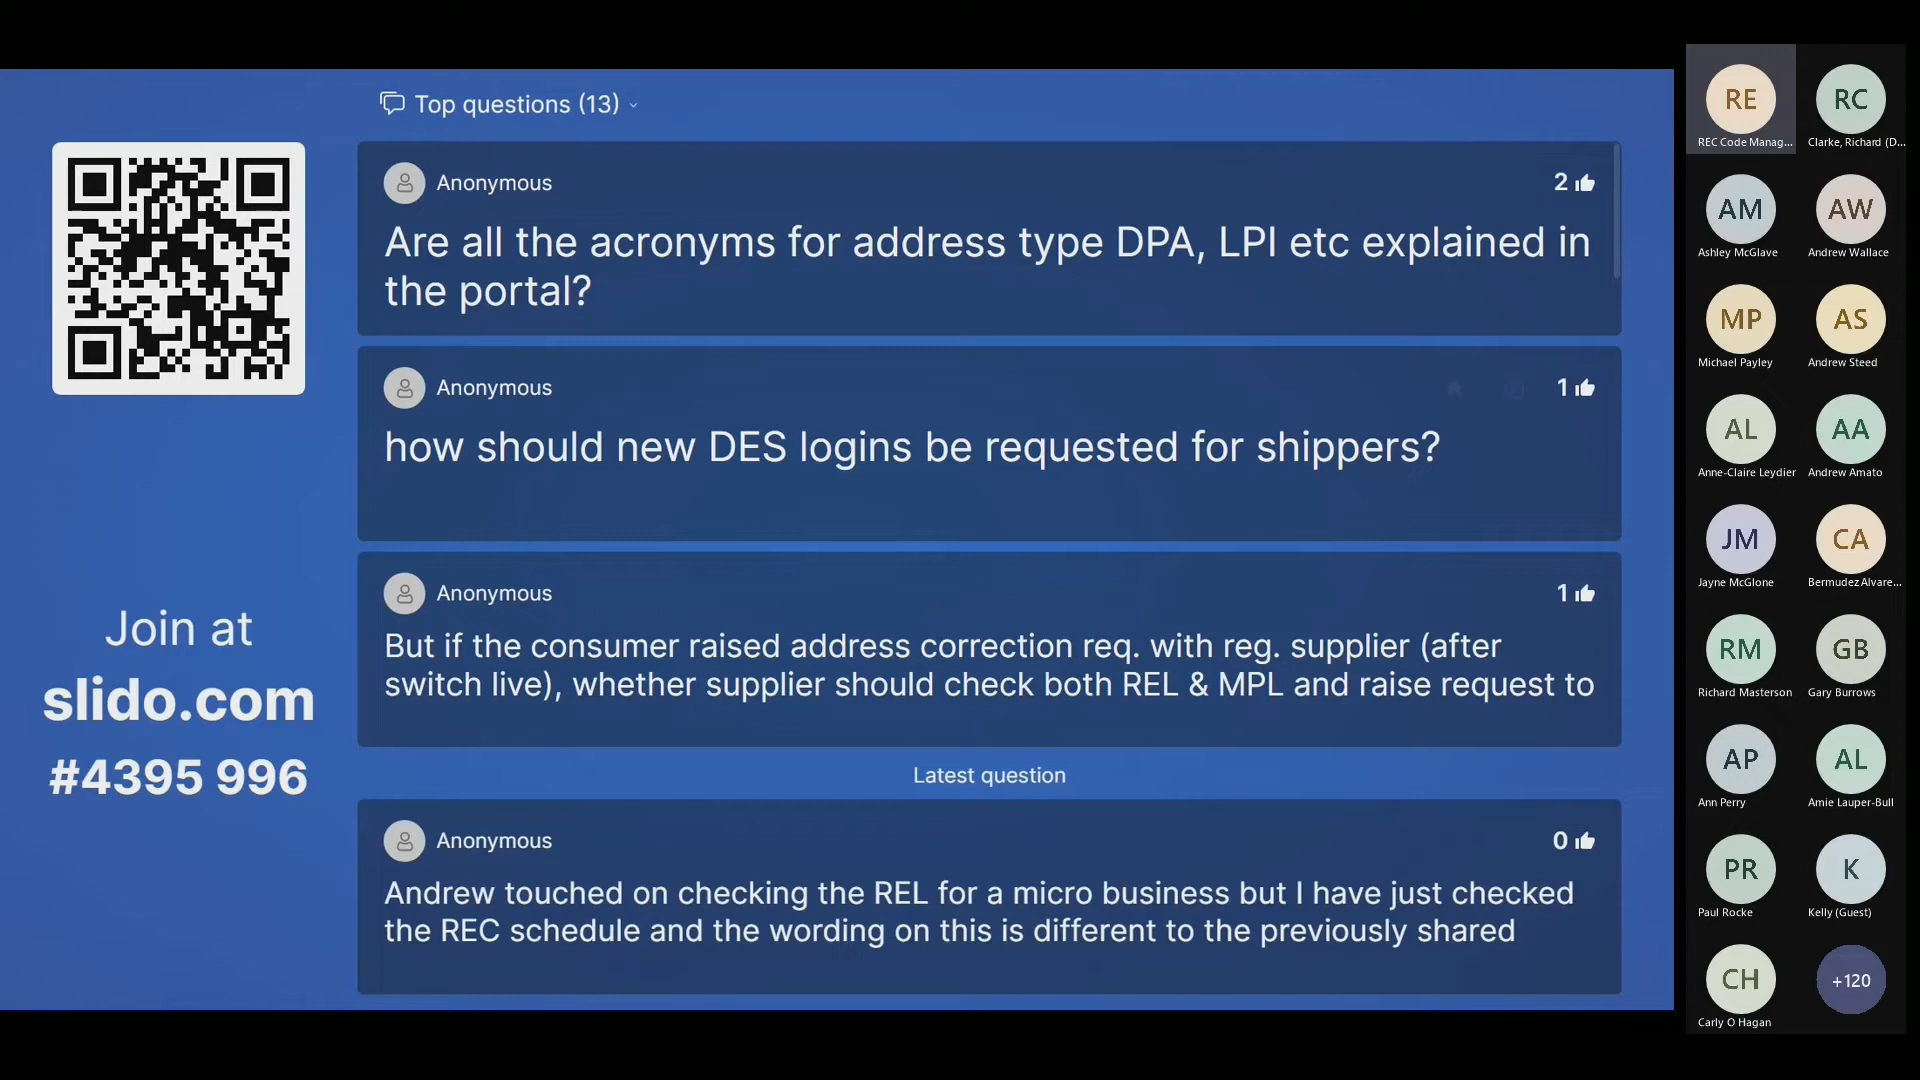 Top questions (13)
Anonymous
2
Are all the acronyms for address type DPA, LPI etc explained in
the portal?
Anonymous
1
how should new DES logins be requested for shippers?
Anonymous
1
But if the consumer raised address correction req. with reg. supplier (after
switch live), whether supplier should check both REL & MPL and raise request to
Latest question
Anonymous
0
Andrew touched on checking the REL for a micro business but I have just checked
the REC schedule and the wording on this is different to the previously shared
Join at
slido.com
#4395 996
RE
REC Code Manag...
RC
Clarke, Richard (D...
AM
Ashley McGlave
AW
Andrew Wallace
MP
Michael Payley
AS
Andrew Steed
AL
Anne-Claire Leydier
AA
Andrew Amato
JM
Jayne McGlone
CA
Bermudez Alvare...
RM
Richard Masterson
GB
Gary Burrows
AP
Ann Perry
AL
Amie Lauper-Bull
PR
Paul Rocke
K
Kelly (Guest)
CH
Carly O Hagan
+120